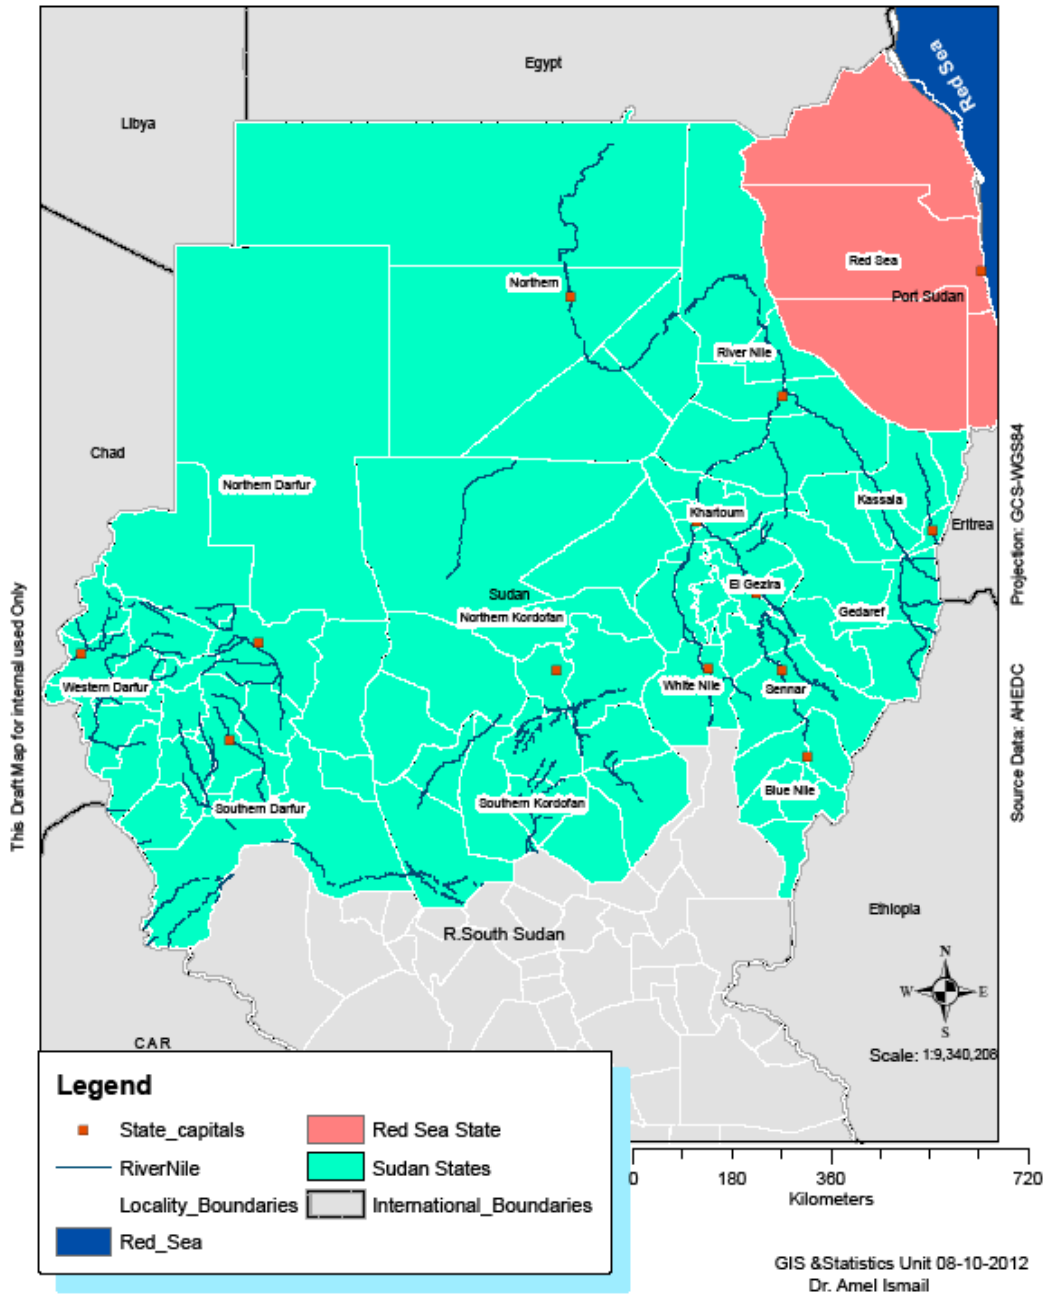 Egypt
Red Sea
Libya
Red Sea
Northern
Port Sudan
River Nile
Chad
Northern Darfur
Kassala
Khartoum
Eritrea
El Gezira
Sudan
Northern Kordofan
Gedaref
Western Darfur
White Nile
Sennar
Blue Nile
Southern Kordofan
Southern Darfur
Ethiopia
R.South Sudan
N
W
E
S
CAR
Scale: 1:9,340,208
This Draft Map for internal used Only
Projection: GCS-WGS84
Source Data: AHEDC
Legend
State_capitals
Red Sea State
RiverNile
Sudan States
Locality_Boundaries
International_Boundaries
Red_Sea
0 180 360 720
Kilometers
GIS &Statistics Unit 08-10-2012
Dr. Amel Ismail